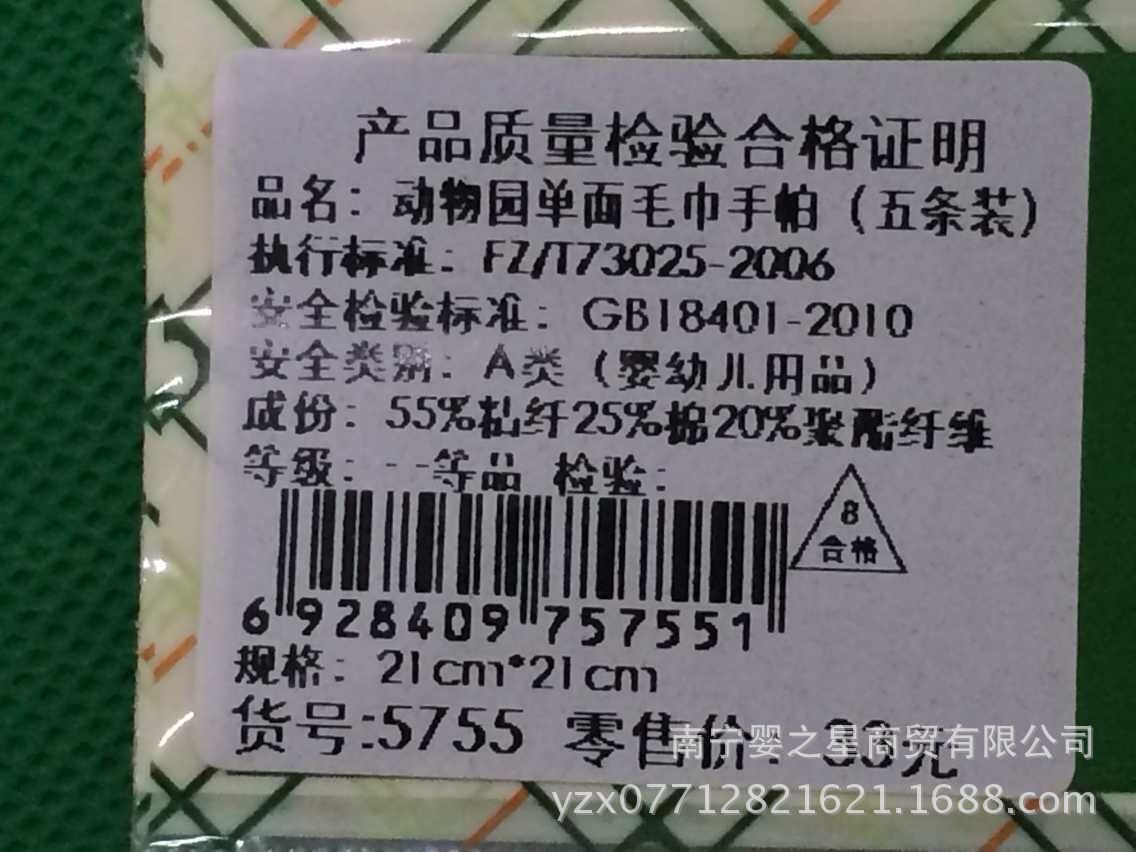 产品质量检验合格证明
品名：动物园单面毛巾手帕（五条装）
执行标准：FZ/T73025-2006
安全检验标准：GB18401-2010
安全类别：A类（婴幼儿用品）
成份：55%粘纤25%棉20%聚酯纤维
等级：一等品 检验：
8
合格
6 928409 757551
规格：21cm*21cm
货号:5755 零售价：33元
南宁婴之星商贸有限公司
yzx07712821621.1688.com